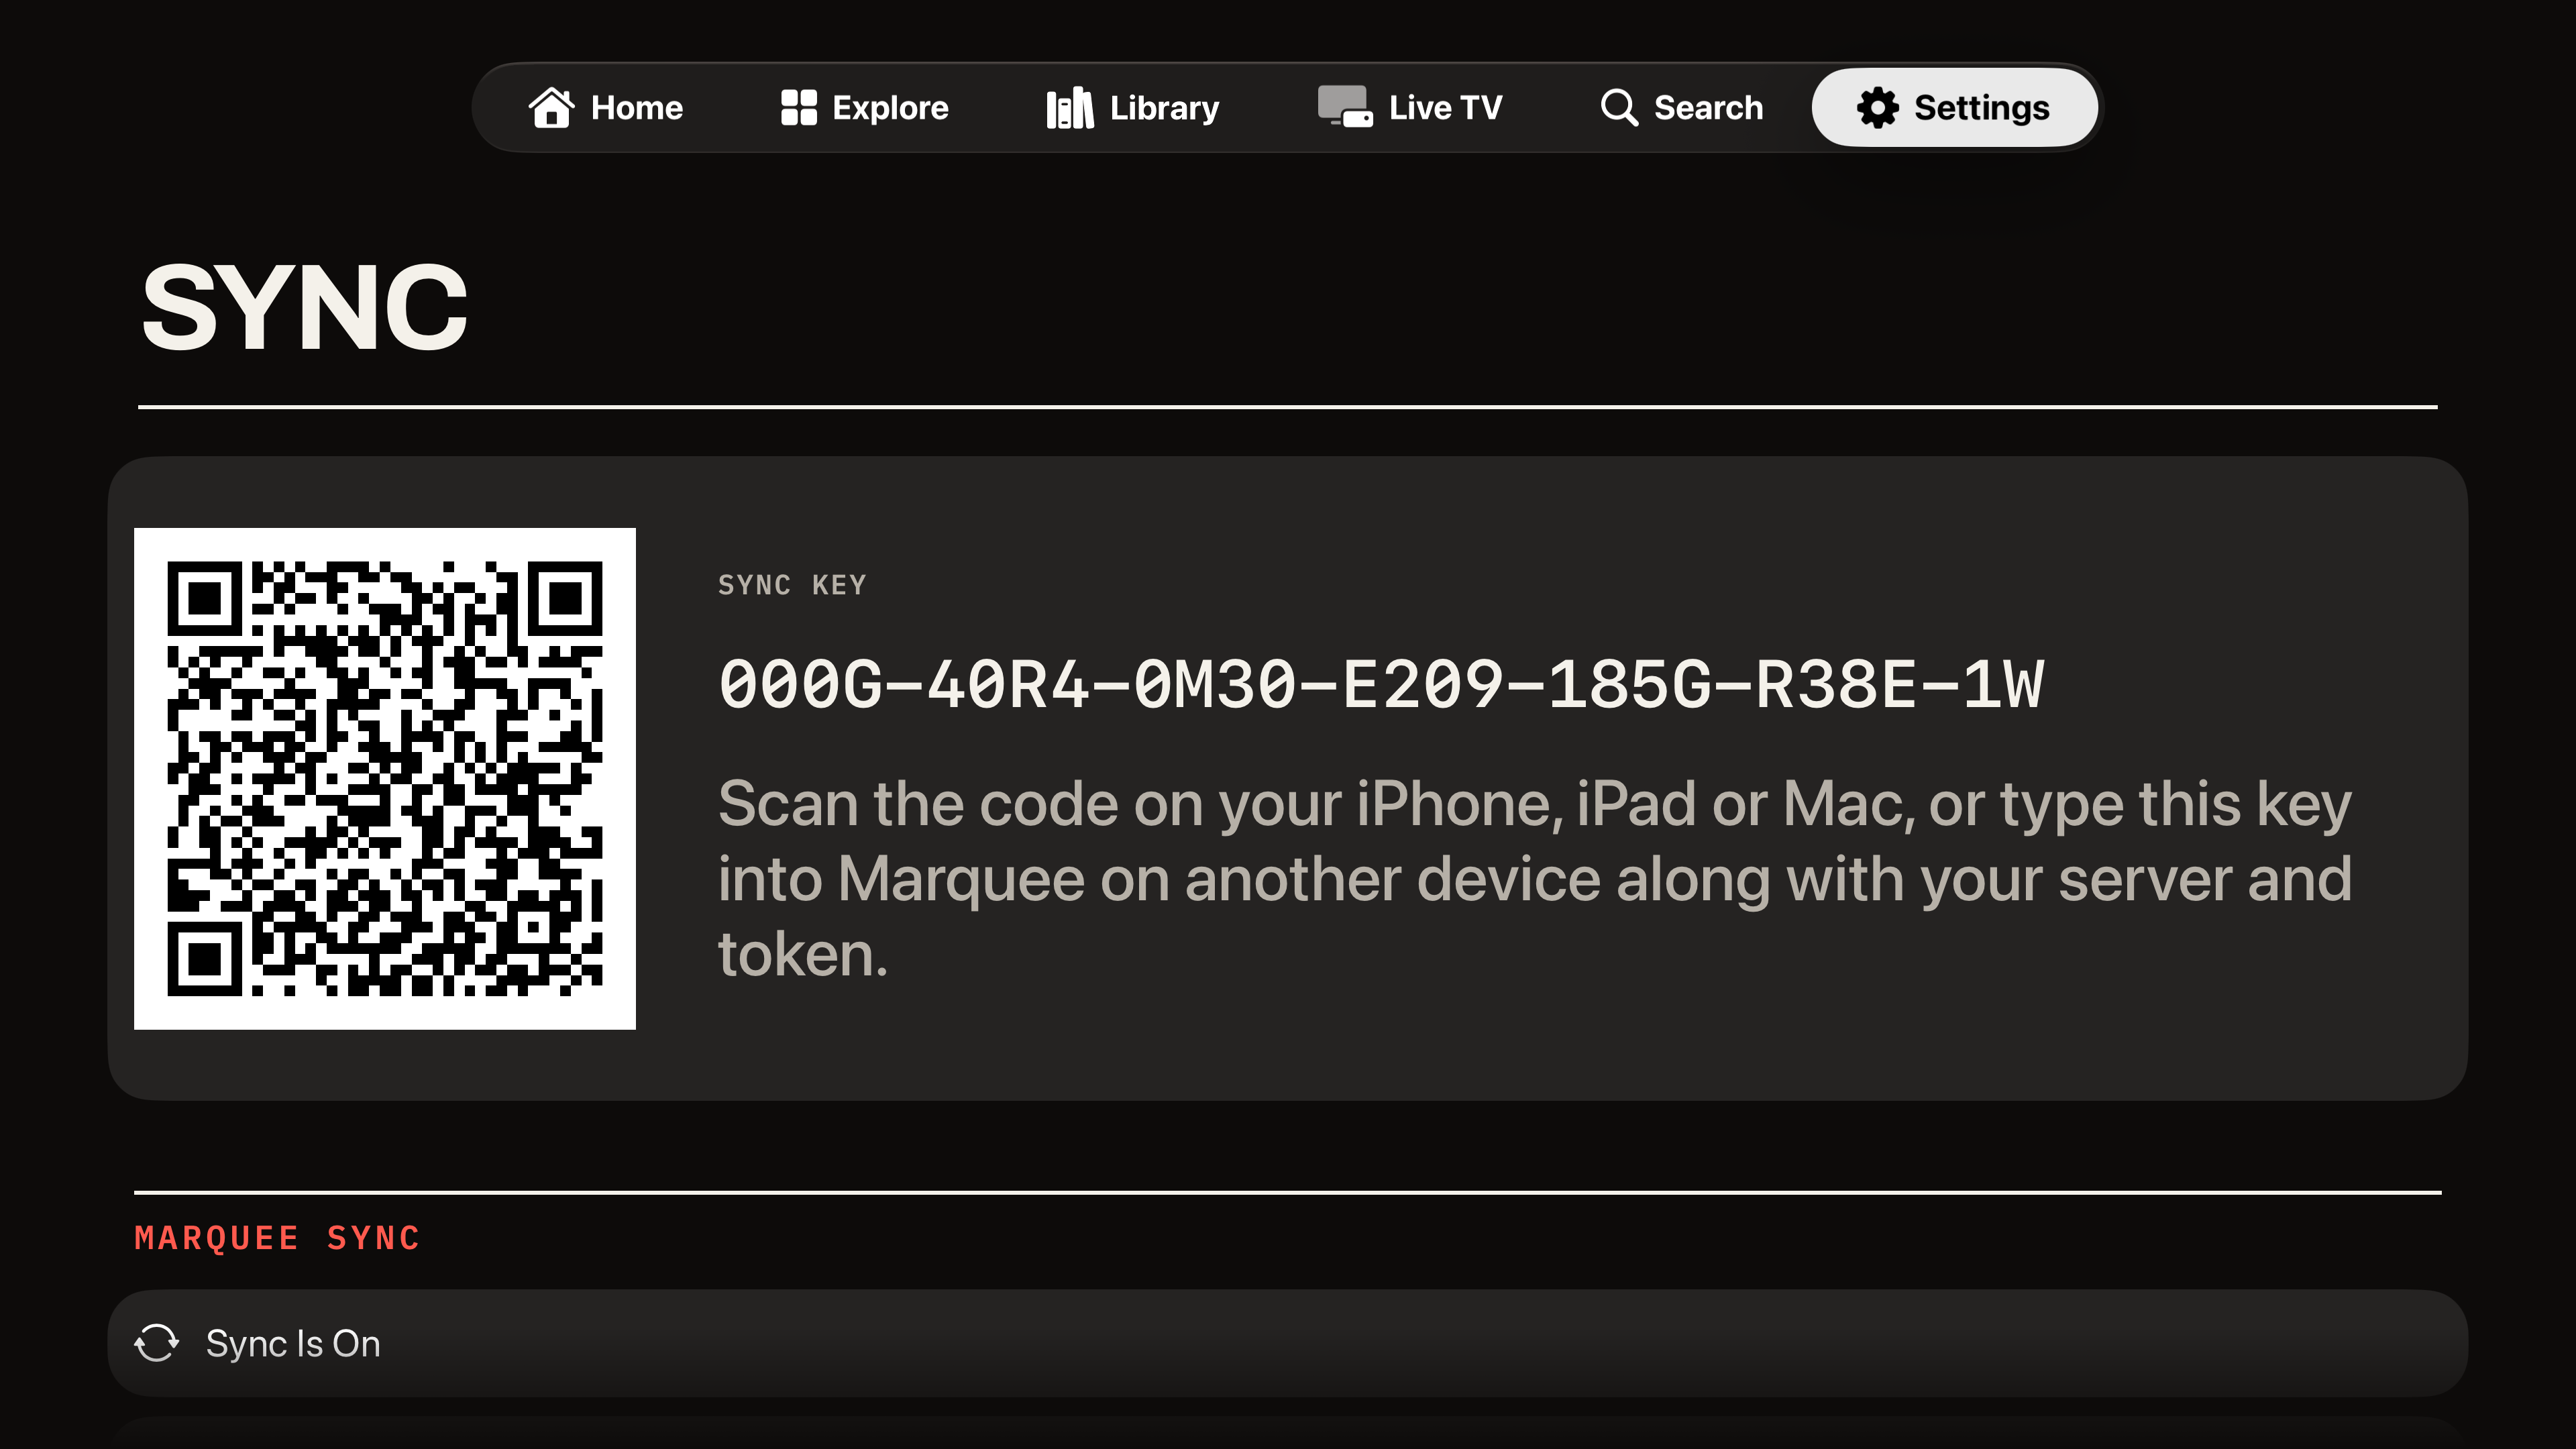 Home Explore Library Live TV Search Settings
SYNC
SYNC KEY
000G–40R4–0M30–E209–185G–R38E–1W
Scan the code on your iPhone, iPad or Mac, or type this key
into Marquee on another device along with your server and
token.
MARQUEE SYNC
Sync Is On